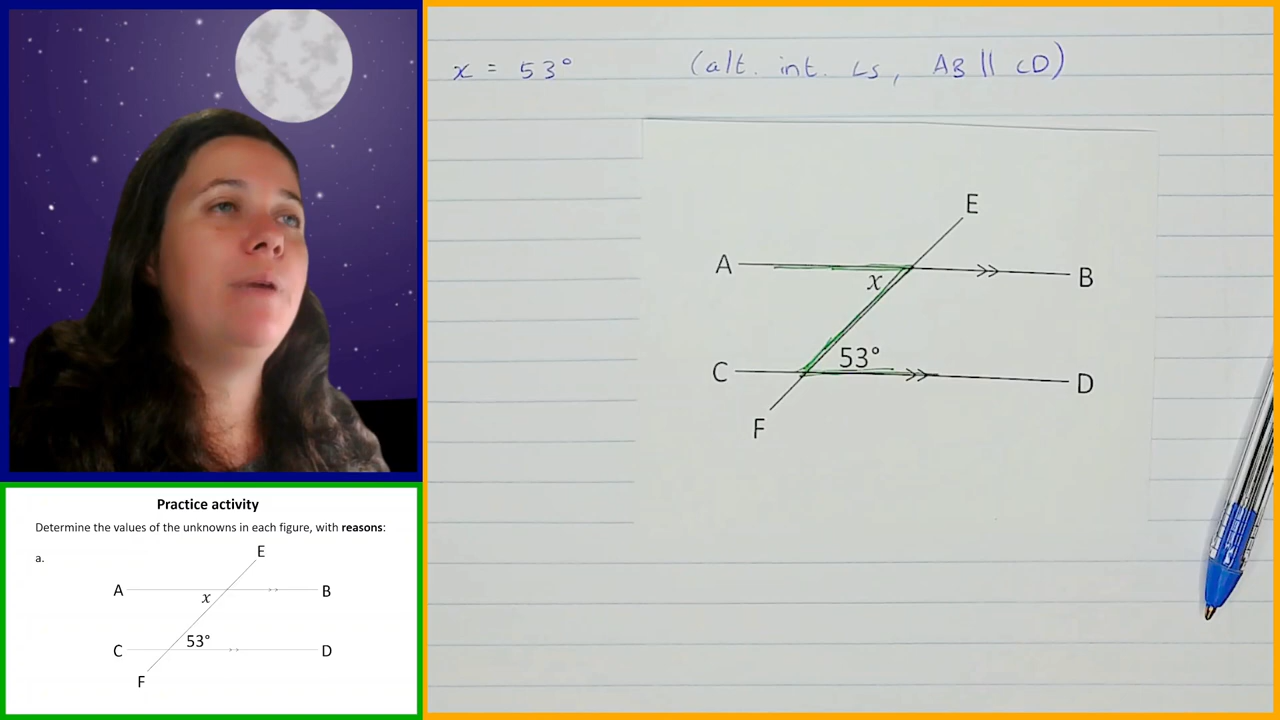 x = 53° (alt. int. ∠s, AB || CD)
E
A
x
B
53°
C
D
F
Practice activity
Determine the values of the unknowns in each figure, with reasons:
a.
E
A
x
B
53°
C
D
F